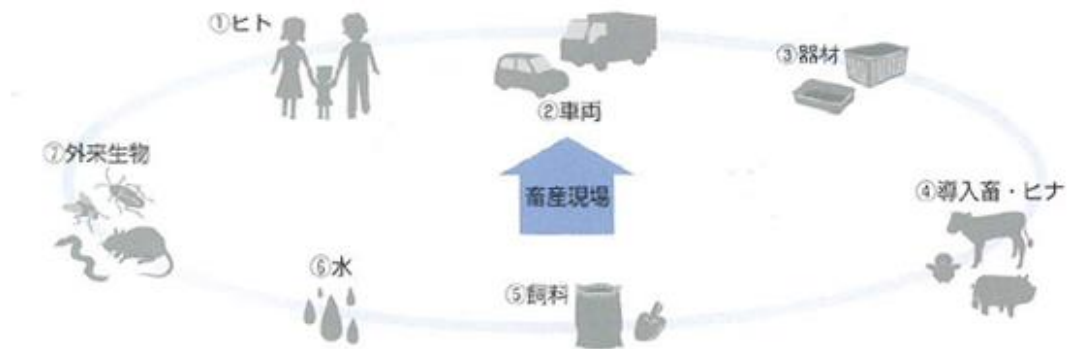 ①ヒト
②車両
③器材
④導入畜・ヒナ
⑤飼料
⑥水
⑦外来生物
畜産現場